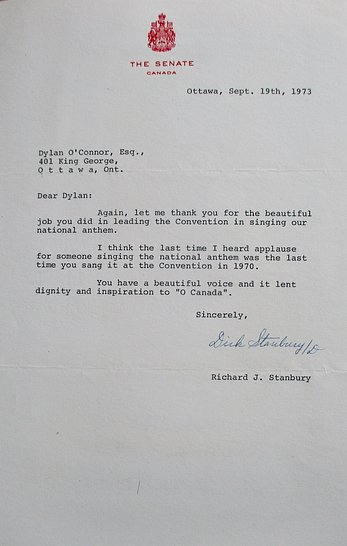 THE SENATE
CANADA
Ottawa, Sept. 19th, 1973
Dylan O'Connor, Esq.,
401 King George,
O t t a w a, Ont.
Dear Dylan:
Again, let me thank you for the beautiful
job you did in leading the Convention in singing our
national anthem.
I think the last time I heard applause
for someone singing the national anthem was the last
time you sang it at the Convention in 1970.
You have a beautiful voice and it lent
dignity and inspiration to "O Canada".
Sincerely,
Dick Stanbury/D
Richard J. Stanbury